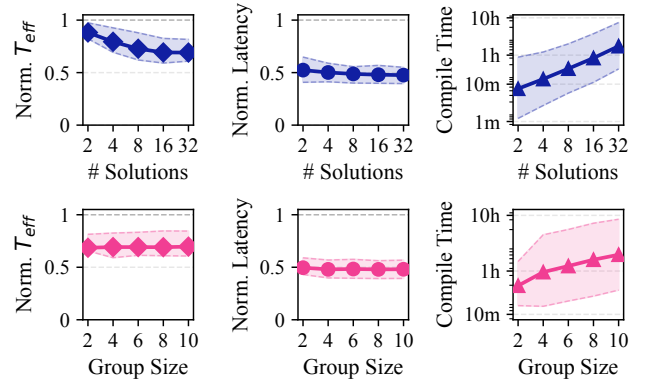 Norm. Teff
1
0.5
0
2 4 8 16 32
# Solutions
Norm. Latency
1
0.5
0
2 4 8 16 32
# Solutions
Compile Time
10h
1h
10m
1m
2 4 8 16 32
# Solutions
Norm. Teff
1
0.5
0
2 4 6 8 10
Group Size
Norm. Latency
1
0.5
0
2 4 6 8 10
Group Size
Compile Time
10h
1h
10m
2 4 6 8 10
Group Size